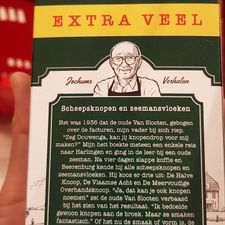 EXTRA VEEL
Jochums Verhalen
Scheepsknopen en zeemansvloeken
Het was 1936 dat de oude Van Slooten, gebogen
over de facturen, mijn vader bij zich riep.
"Zeg Douwenga, kan jij knopendrop voor mij
maken?" Mijn heit boekte meteen een enkele reis
naar Harlingen en ging in de leer bij een oude
zeeman. Na vier dagen slappe koffie en
Beerenburg kende hij alle scheepsknopen en
zeemansvloeken. Hij koos er drie uit: De Halve
Knoop, De Vlaamse Acht en De Meervoudige
Overhandsknoop. "Ja, dat kan je ook knopen
noemen" zei de oude Van Slooten verbaasd
bij het zien van het resultaat. "Ik bedoelde
gewoon knopen aan de broek. Maar ze smaken
fantastisch." Of het nu de smaak of vorm is, de